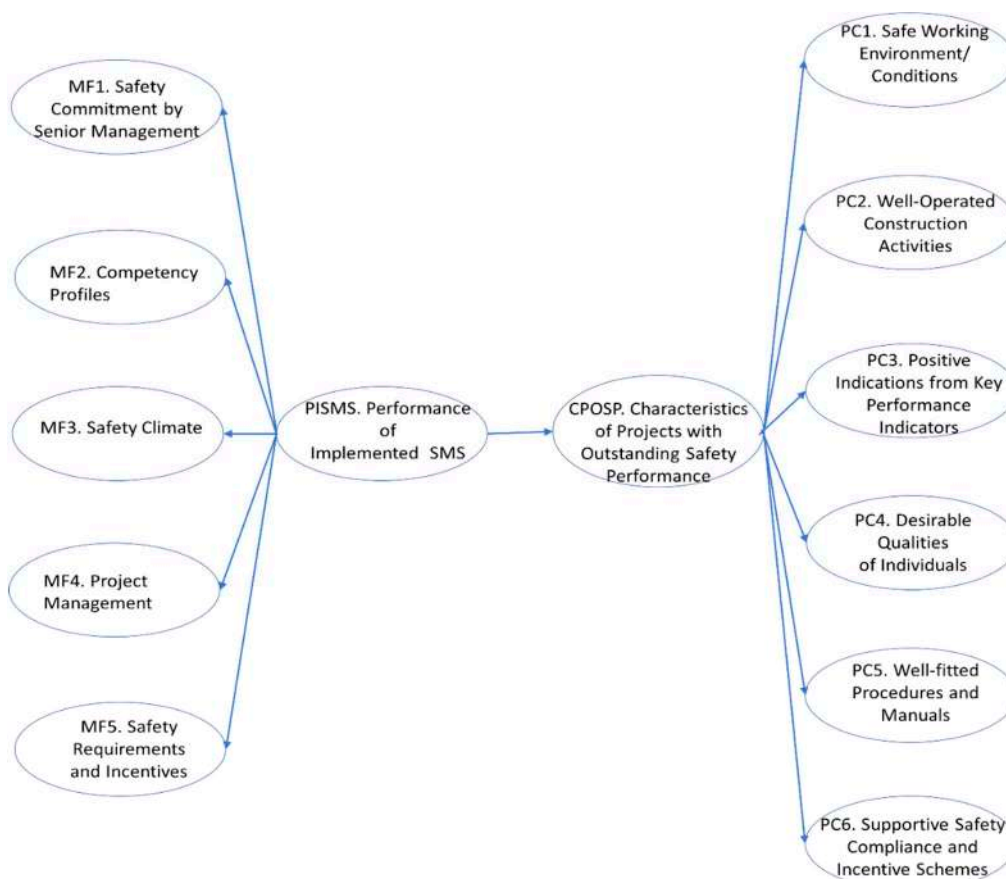 MF1. Safety
Commitment by
Senior Management
MF2. Competency
Profiles
MF3. Safety Climate
MF4. Project
Management
MF5. Safety
Requirements
and Incentives
PISMS. Performance
of
Implemented SMS
CPOSP. Characteristics
of Projects with
Outstanding Safety
Performance
PC1. Safe Working
Environment/
Conditions
PC2. Well-Operated
Construction
Activities
PC3. Positive
Indications from Key
Performance
Indicators
PC4. Desirable
Qualities
of Individuals
PC5. Well-fitted
Procedures and
Manuals
PC6. Supportive Safety
Compliance and
Incentive Schemes